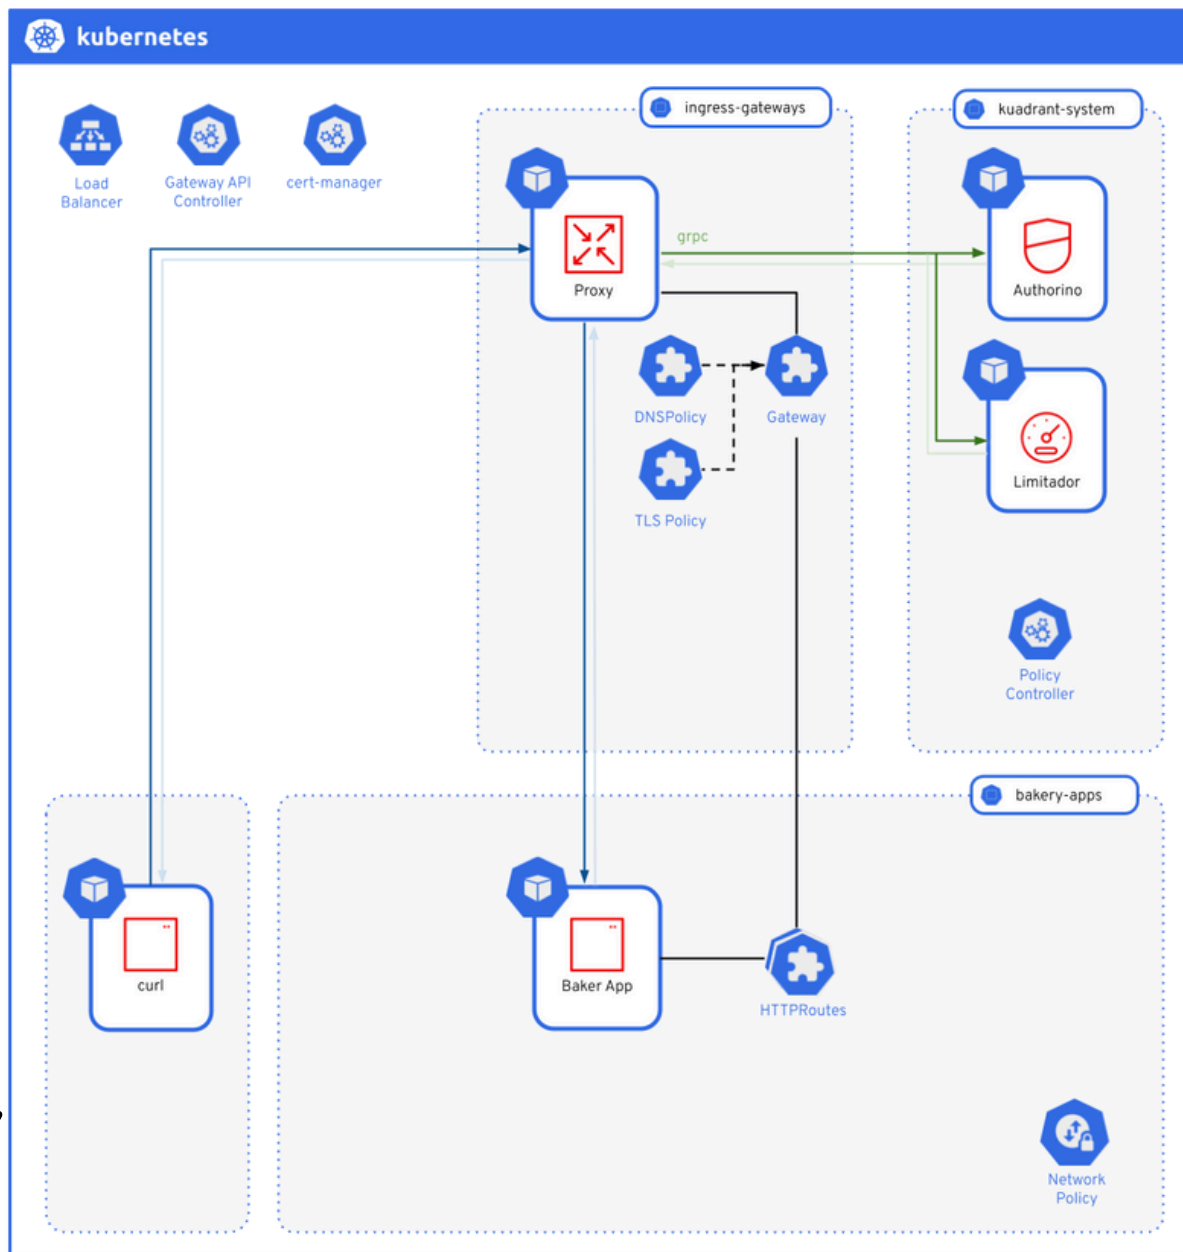 kubernetes
Load
Balancer
Gateway API
Controller
cert-manager
ingress-gateways
Proxy
grpc
DNSPolicy
Gateway
TLS Policy
kuadrant-system
Authorino
Limitador
Policy
Controller
curl
bakery-apps
Baker App
HTTPRoutes
Network
Policy